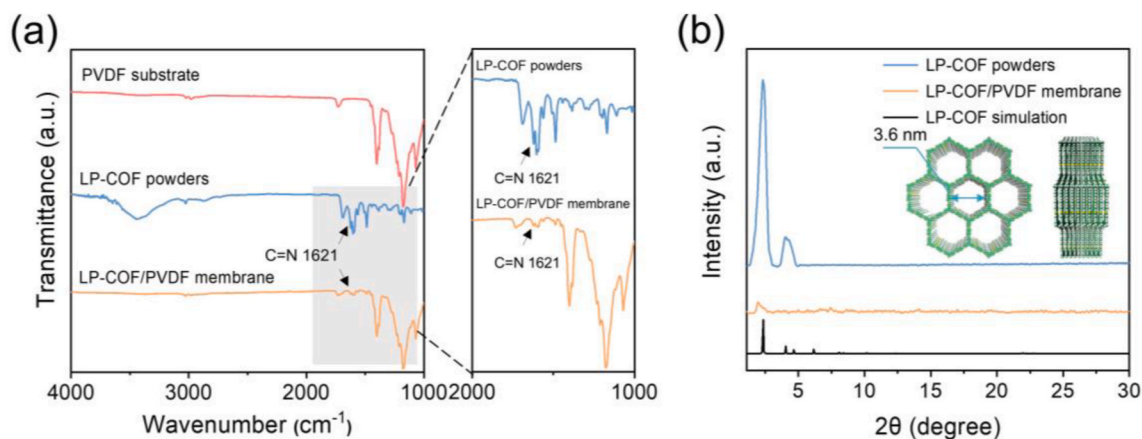 (a)
Transmittance (a.u.)
PVDF substrate
LP-COF powders
C=N 1621
LP-COF/PVDF membrane
4000
3000
2000
1000
Wavenumber (cm⁻¹)
LP-COF powders
C=N 1621
LP-COF/PVDF membrane
C=N 1621
2000
1000
(b)
Intensity (a.u.)
LP-COF powders
LP-COF/PVDF membrane
LP-COF simulation
3.6 nm
5
10
15
20
25
30
2θ (degree)